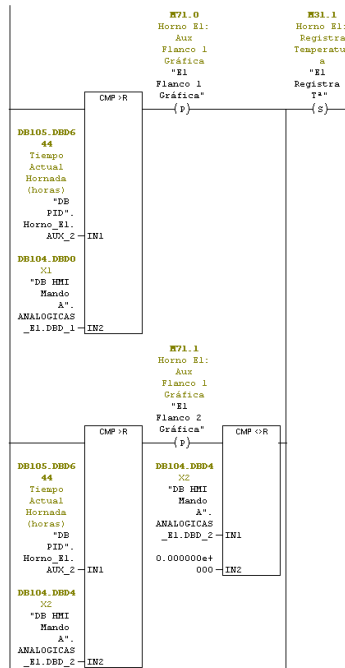 M71.0
Horno E1:
Aux
Flanco 1
Gráfica
"E1
Flanco 1
Gráfica"
(P)
M31.1
Horno E1:
Registra
Temperatur
a
"E1
Registra
Tª"
(S)
CMP >R
DB105.DBD6
44
Tiempo
Actual
Hornada
(horas)
"DB
PID".
Horno_E1.
AUX_2
IN1
DB104.DBD0
X1
"DB HMI
Mando
A".
ANALOGICAS
_E1.DBD_1
IN2
M71.1
Horno E1:
Aux
Flanco 1
Gráfica
"E1
Flanco 2
Gráfica"
(P)
CMP >R
CMP <>R
DB105.DBD6
44
Tiempo
Actual
Hornada
(horas)
"DB
PID".
Horno_E1.
AUX_2
IN1
DB104.DBD4
X2
"DB HMI
Mando
A".
ANALOGICAS
_E1.DBD_2
IN1
0.000000e+
000
IN2
DB104.DBD4
X2
"DB HMI
Mando
A".
ANALOGICAS
_E1.DBD_2
IN2